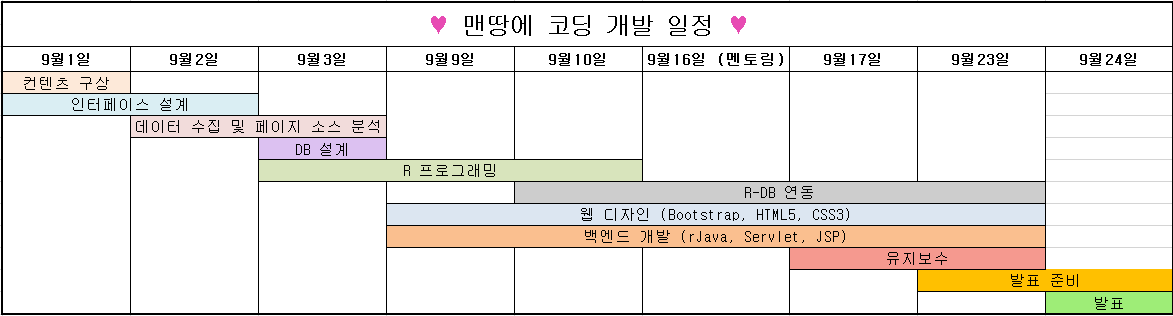 ♥ 맨땅에 코딩 개발 일정 ♥
9월1일 9월2일 9월3일 9월9일 9월10일 9월16일 (멘토링) 9월17일 9월23일 9월24일
컨텐츠 구상
인터페이스 설계
데이터 수집 및 페이지 소스 분석
DB 설계
R 프로그래밍
R-DB 연동
웹 디자인 (Bootstrap, HTML5, CSS3)
백엔드 개발 (rJava, Servlet, JSP)
유지보수
발표 준비
발표